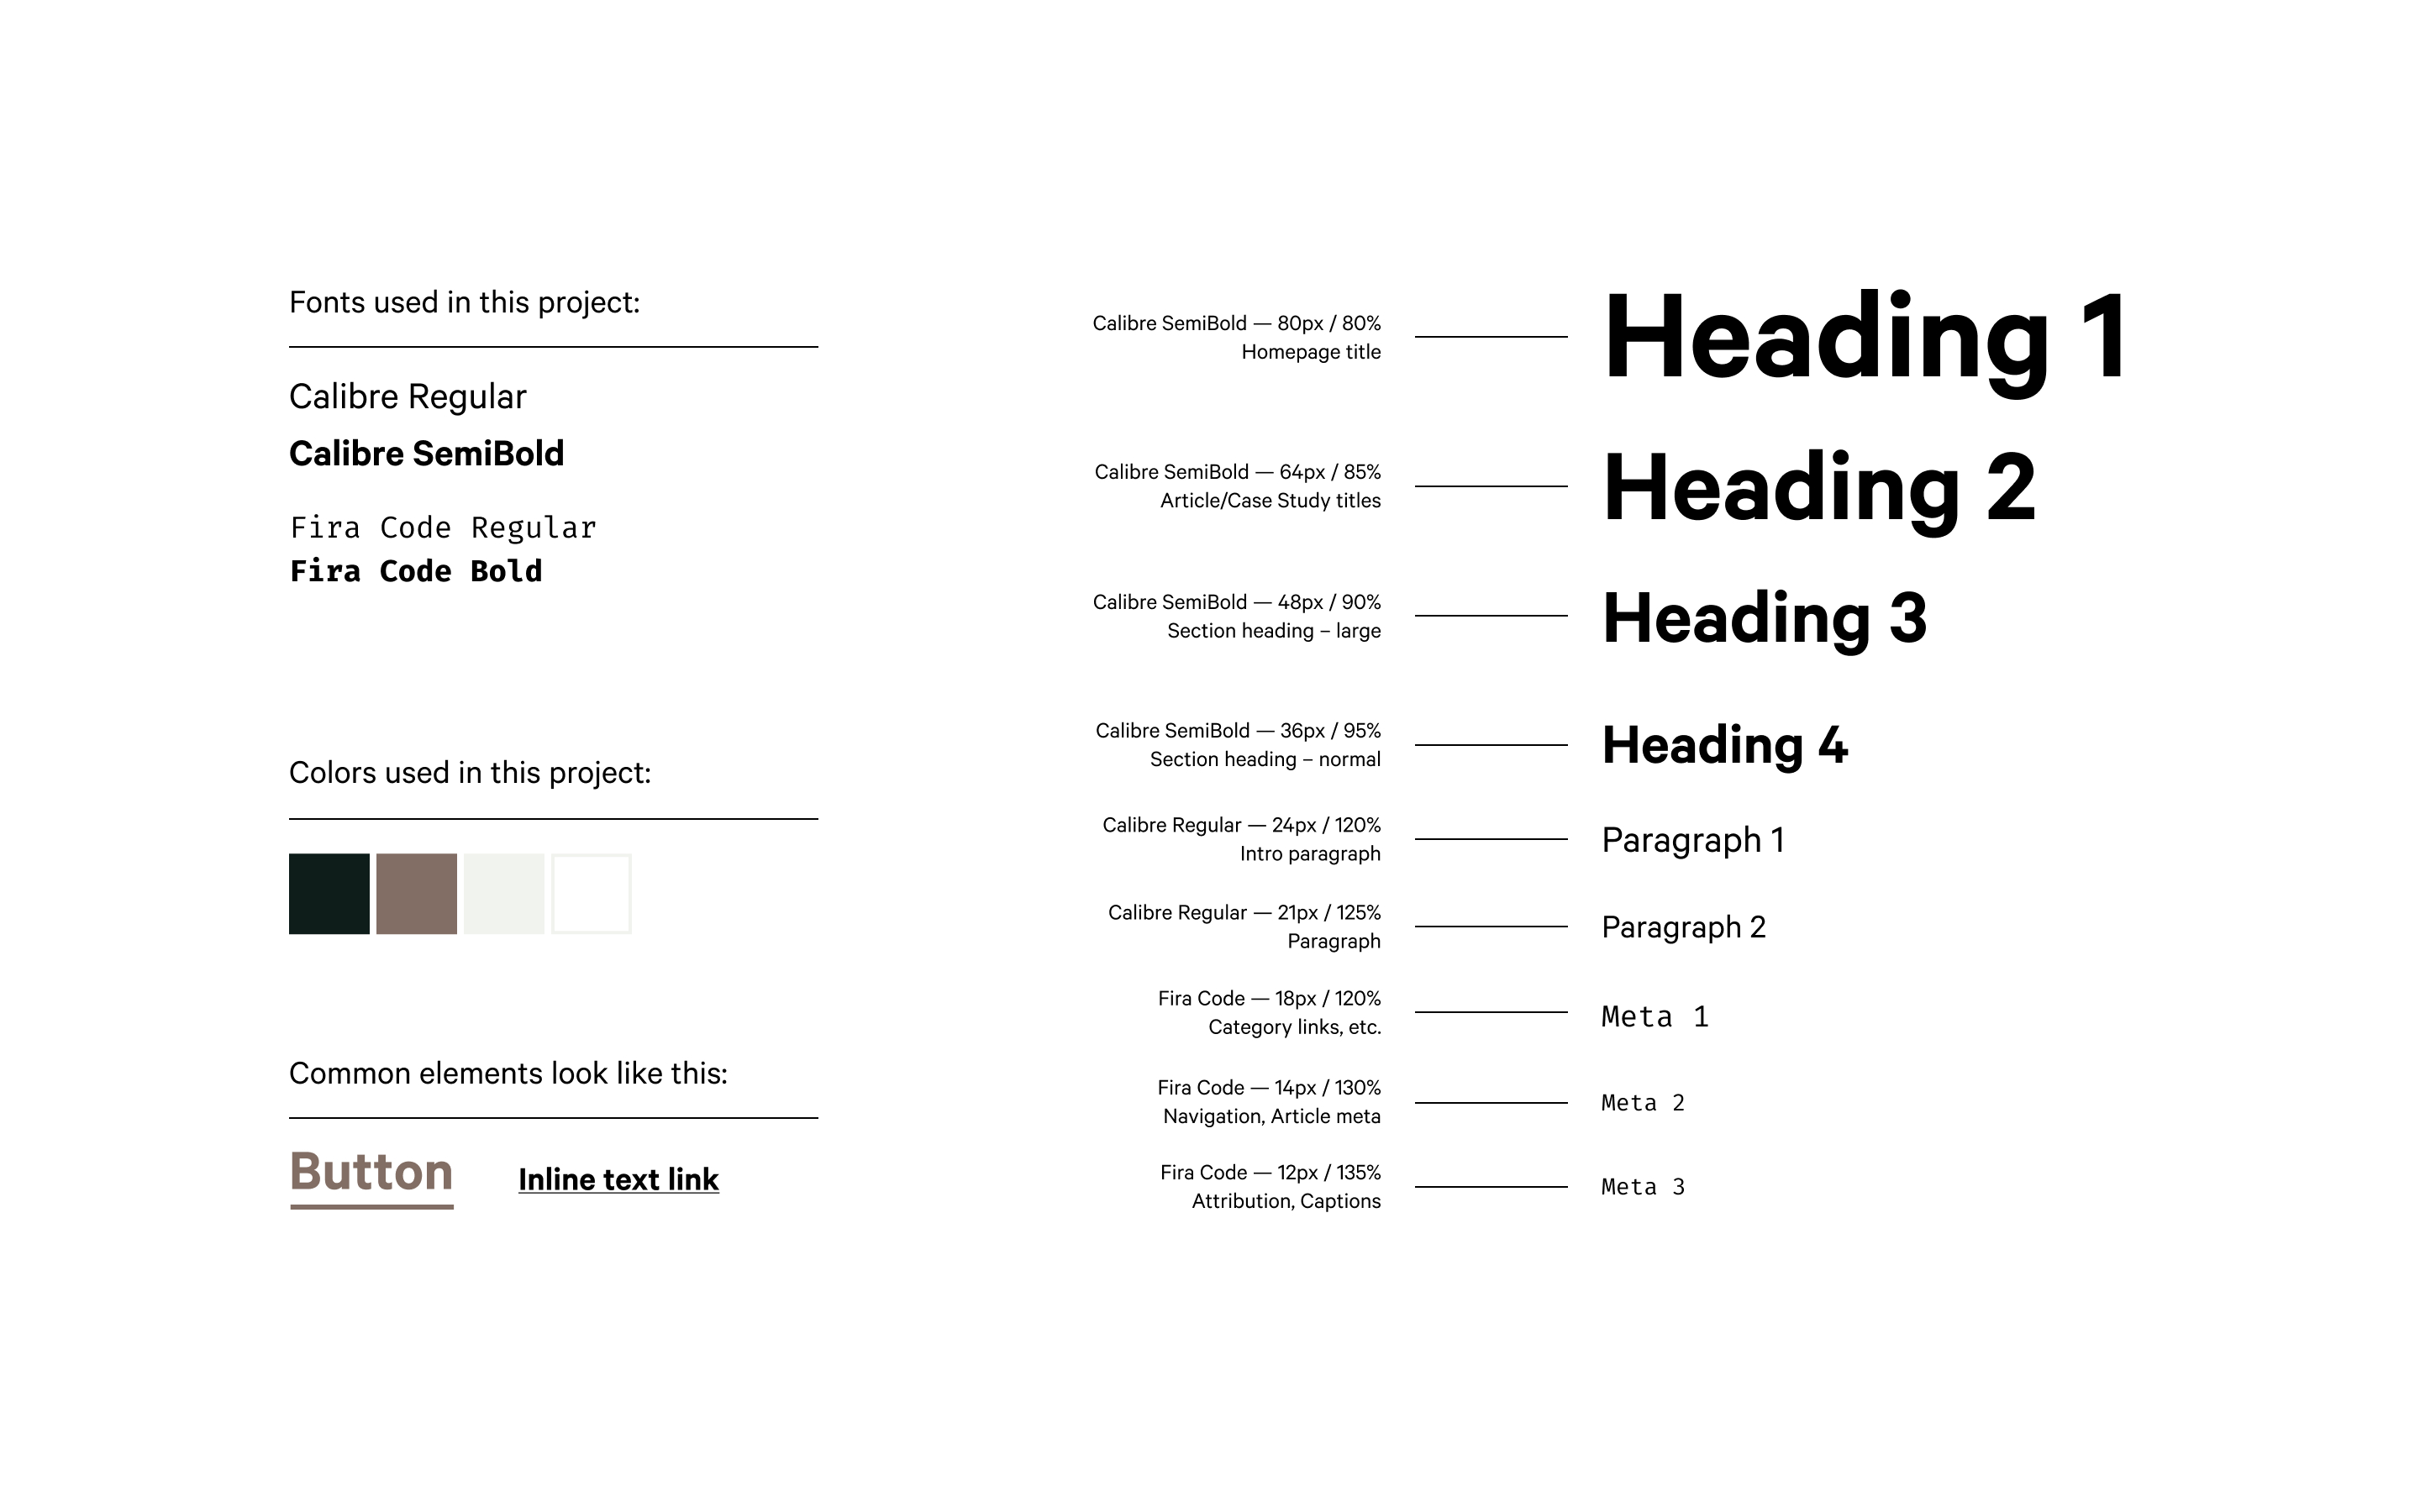 Fonts used in this project:
Calibre Regular
Calibre SemiBold
Fira Code Regular
Fira Code Bold
Colors used in this project:
Common elements look like this:
Button
Inline text link
Calibre SemiBold — 80px / 80%
Homepage title
Heading 1
Calibre SemiBold — 64px / 85%
Article/Case Study titles
Heading 2
Calibre SemiBold — 48px / 90%
Section heading – large
Heading 3
Calibre SemiBold — 36px / 95%
Section heading – normal
Heading 4
Calibre Regular — 24px / 120%
Intro paragraph
Paragraph 1
Calibre Regular — 21px / 125%
Paragraph
Paragraph 2
Fira Code — 18px / 120%
Category links, etc.
Meta 1
Fira Code — 14px / 130%
Navigation, Article meta
Meta 2
Fira Code — 12px / 135%
Attribution, Captions
Meta 3